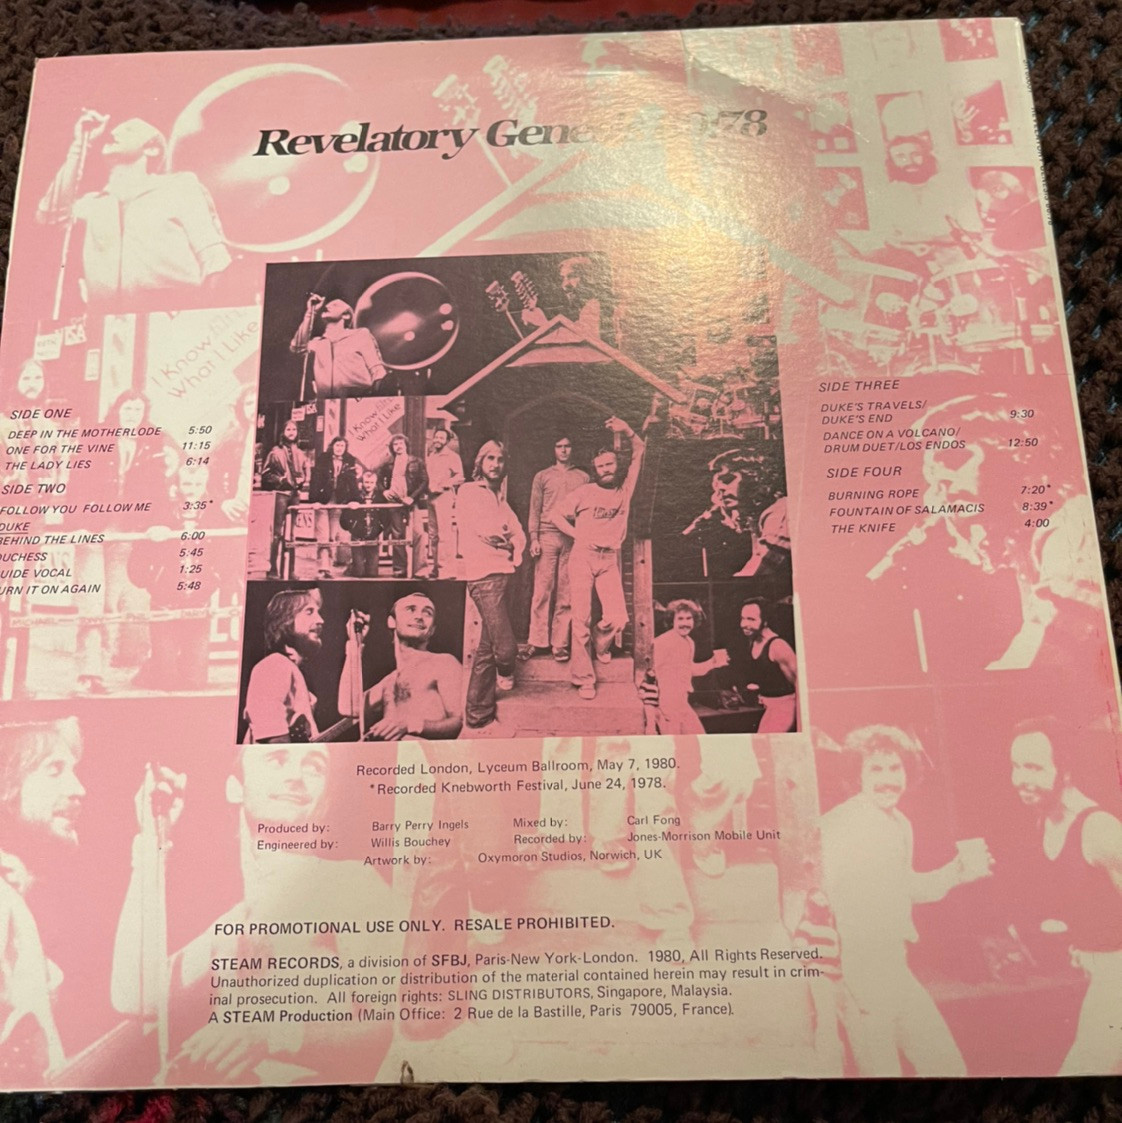 Revelatory Gene 78
SIDE ONE
DEEP IN THE MOTHERLODE 5:50
ONE FOR THE VINE 11:15
THE LADY LIES 6:14
SIDE TWO
FOLLOW YOU FOLLOW ME 3:35*
DUKE
BEHIND THE LINES 6:00
DUCHESS 5:45
UIDE VOCAL 1:25
URN IT ON AGAIN 5:48
I Know
What I Like
I Know
What I Like
SIDE THREE
DUKE'S TRAVELS/
DUKE'S END 9:30
DANCE ON A VOLCANO/
DRUM DUET/LOS ENDOS 12:50
SIDE FOUR
BURNING ROPE 7:20*
FOUNTAIN OF SALAMACIS 8:39*
THE KNIFE 4:00
Recorded London, Lyceum Ballroom, May 7, 1980.
*Recorded Knebworth Festival, June 24, 1978.
Produced by: Barry Perry Ingels Mixed by: Carl Fong
Engineered by: Willis Bouchey Recorded by: Jones-Morrison Mobile Unit
Artwork by: Oxymoron Studios, Norwich, UK
FOR PROMOTIONAL USE ONLY. RESALE PROHIBITED.
STEAM RECORDS, a division of SFBJ, Paris-New York-London. 1980, All Rights Reserved.
Unauthorized duplication or distribution of the material contained herein may result in crim-
inal prosecution. All foreign rights: SLING DISTRIBUTORS, Singapore, Malaysia.
A STEAM Production (Main Office: 2 Rue de la Bastille, Paris 79005, France).